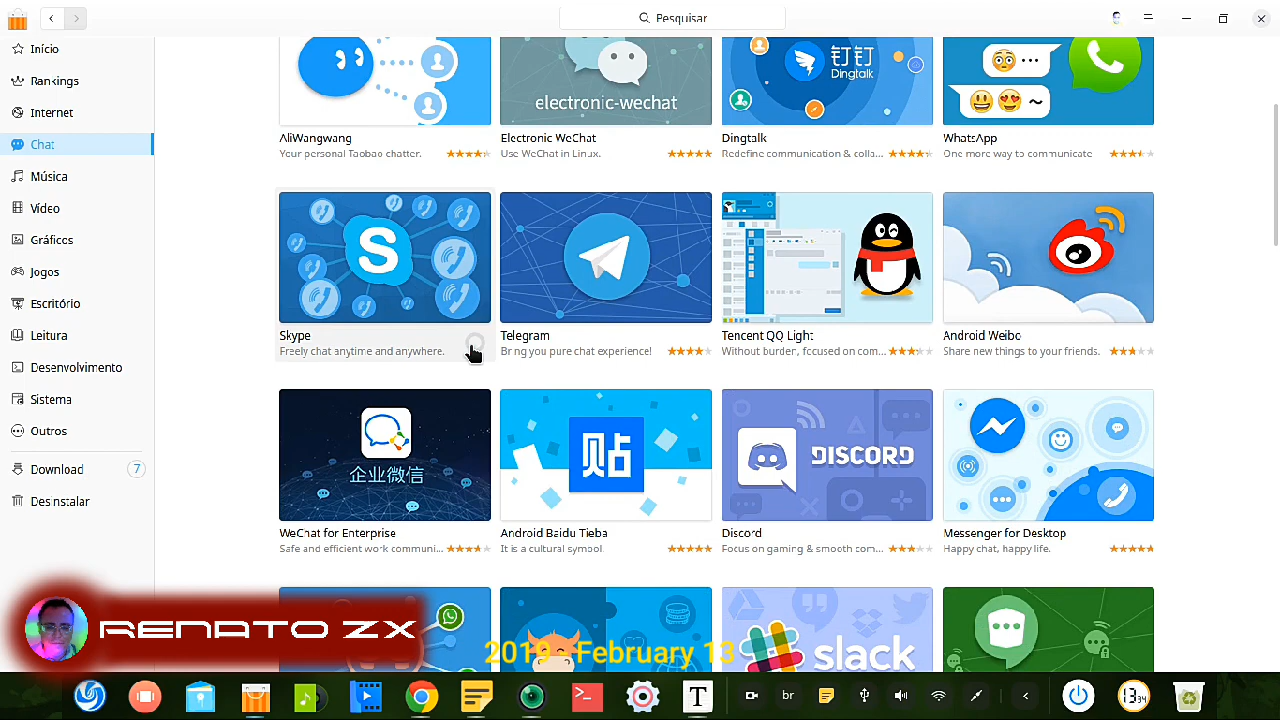 Pesquisar
Início
Rankings
Internet
Chat
Música
Vídeo
Gráficos
Jogos
Escritório
Leitura
Desenvolvimento
Sistema
Outros
Download 7
Desinstalar
electronic-wechat
钉钉
Dingtalk
AliWangwang
Your personal Taobao chatter.
Electronic WeChat
Use WeChat in Linux.
Dingtalk
Redefine communication & colla...
WhatsApp
One more way to communicate
S
Skype
Freely chat anytime and anywhere.
Telegram
Bring you pure chat experience!
Tencent QQ Light
Without burden, focused on com...
Android Weibo
Share new things to your friends.
企业微信
贴
DISCORD
WeChat for Enterprise
Safe and efficient work communi...
Android Baidu Tieba
It is a cultural symbol.
Discord
Focus on gaming & smooth com...
Messenger for Desktop
Happy chat, happy life.
slack
RENATO ZX
2019 - February 13
T
br
13 34